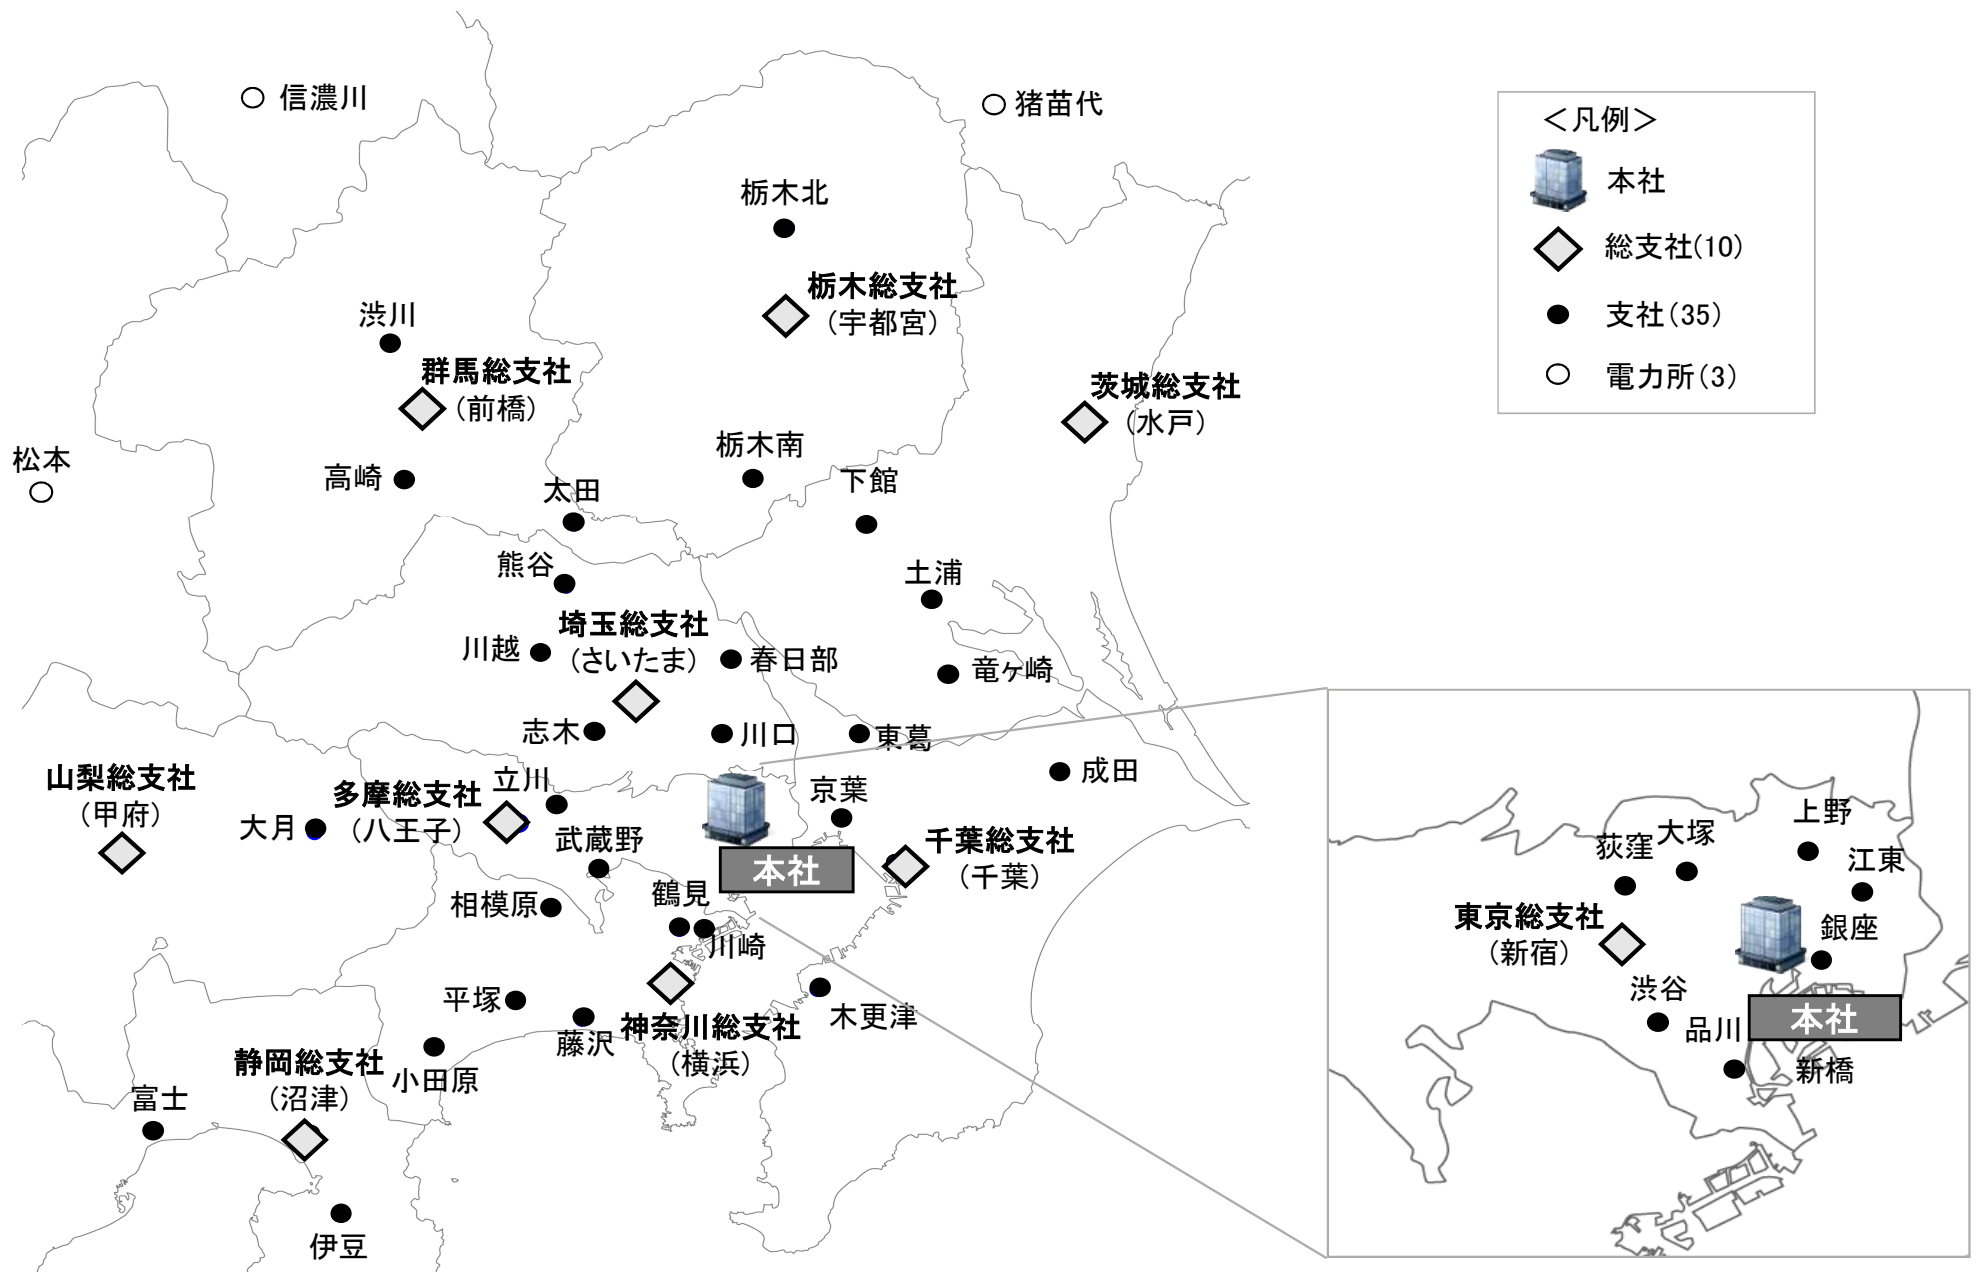 信濃川
猪苗代
＜凡例＞
本社
総支社(10)
支社(35)
電力所(3)
栃木北
栃木総支社
(宇都宮)
渋川
群馬総支社
(前橋)
茨城総支社
(水戸)
松本
高崎
栃木南
太田
下館
熊谷
土浦
埼玉総支社
(さいたま)
川越
春日部
竜ヶ崎
志木
川口
東葛
山梨総支社
(甲府)
大月
多摩総支社
(八王子)
立川
武蔵野
本社
京葉
成田
千葉総支社
(千葉)
相模原
鶴見
川崎
平塚
藤沢
神奈川総支社
(横浜)
木更津
静岡総支社
(沼津)
小田原
富士
伊豆
上野
大塚
荻窪
江東
東京総支社
(新宿)
銀座
渋谷
本社
品川
新橋